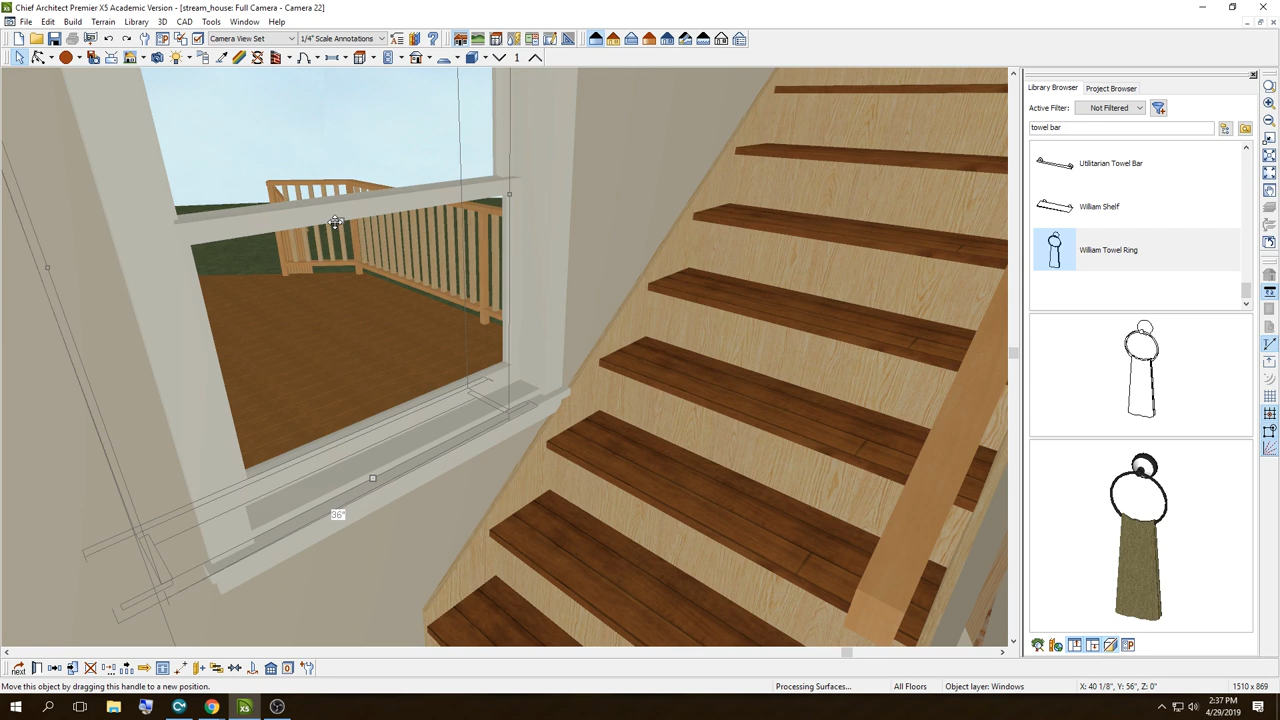 Chief Architect Premier X5 Academic Version - [stream_house: Full Camera - Camera 22]
File Edit Build Terrain Library 3D CAD Tools Window Help
Camera View Set 1/4" Scale Annotations
1
Library Browser Project Browser
Active Filter: Not Filtered
towel bar
Utilitarian Towel Bar
William Shelf
William Towel Ring
36"
next
Move this object by dragging this handle to a new position. Processing Surfaces... All Floors Object layer: Windows X: 40 1/8", Y: 56", Z: 0" 1510 x 869
X5
2:37 PM
4/29/2019